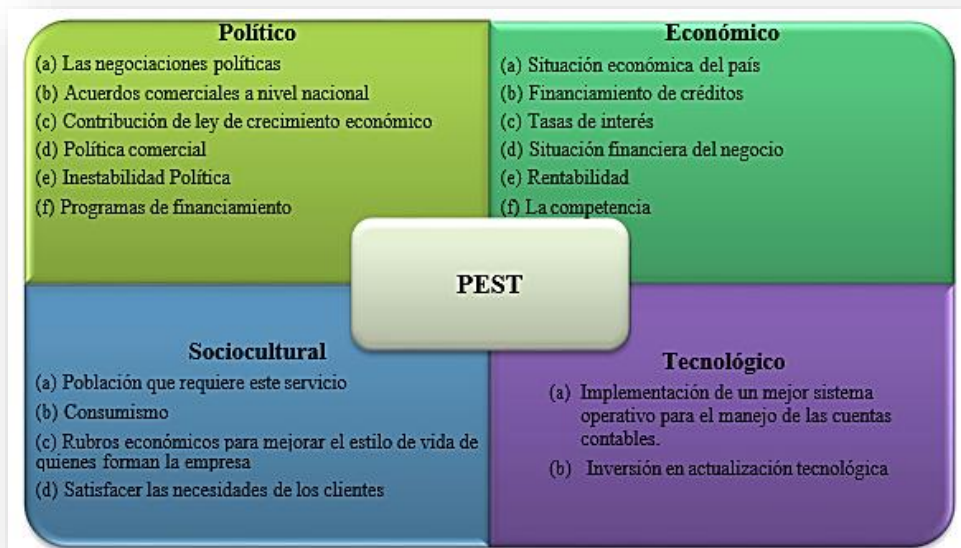 Político
(a) Las negociaciones políticas
(b) Acuerdos comerciales a nivel nacional
(c) Contribución de ley de crecimiento económico
(d) Política comercial
(e) Inestabilidad Política
(f) Programas de financiamiento
Económico
(a) Situación económica del país
(b) Financiamiento de créditos
(c) Tasas de interés
(d) Situación financiera del negocio
(e) Rentabilidad
(f) La competencia
PEST
Sociocultural
(a) Población que requiere este servicio
(b) Consumismo
(c) Rubros económicos para mejorar el estilo de vida de
quienes forman la empresa
(d) Satisfacer las necesidades de los clientes
Tecnológico
(a) Implementación de un mejor sistema
operativo para el manejo de las cuentas
contables.
(b) Inversión en actualización tecnológica